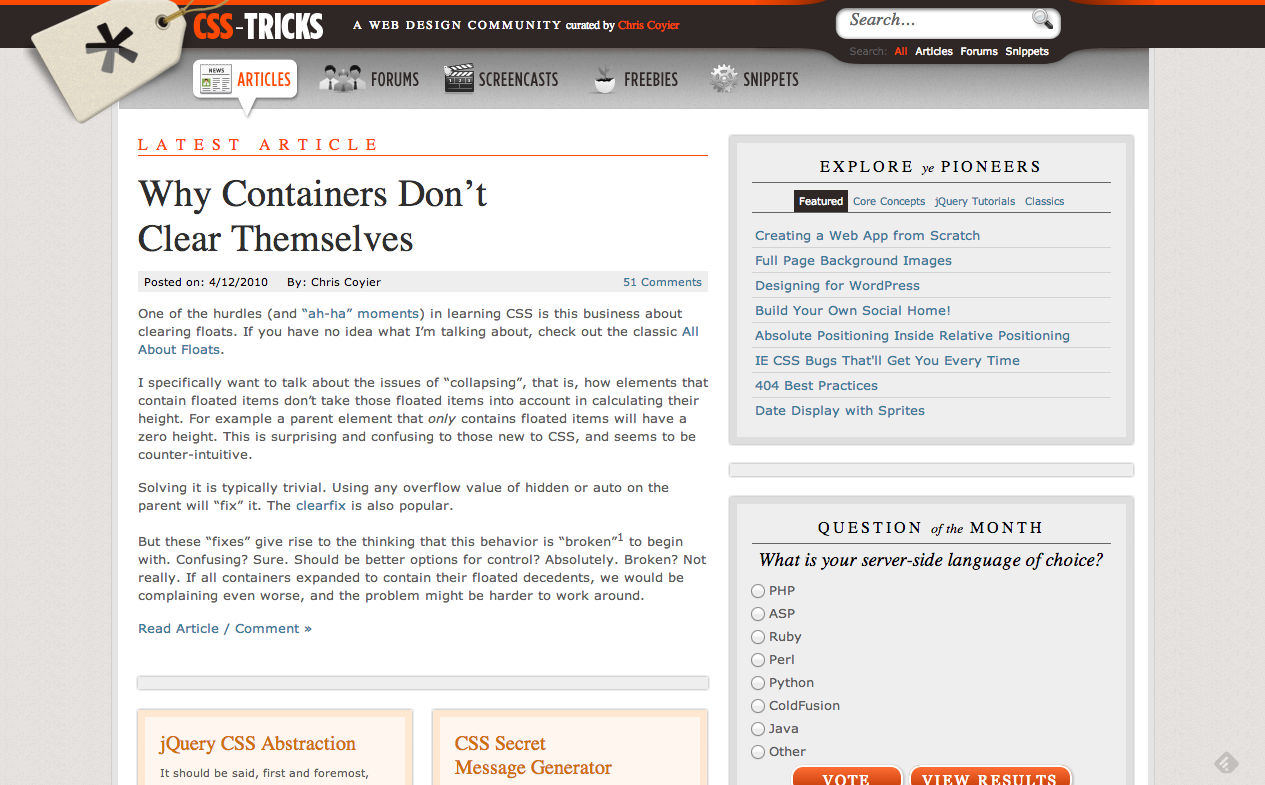 CSS-TRICKS
A WEB DESIGN COMMUNITY curated by Chris Coyier
Search...
Search: All Articles Forums Snippets
NEWS
ARTICLES
FORUMS
SCREENCASTS
FREEBIES
SNIPPETS
LATEST ARTICLE
Why Containers Don’t
Clear Themselves
Posted on: 4/12/2010 By: Chris Coyier 51 Comments
One of the hurdles (and “ah-ha” moments) in learning CSS is this business about
clearing floats. If you have no idea what I’m talking about, check out the classic All
About Floats.
I specifically want to talk about the issues of “collapsing”, that is, how elements that
contain floated items don’t take those floated items into account in calculating their
height. For example a parent element that only contains floated items will have a
zero height. This is surprising and confusing to those new to CSS, and seems to be
counter-intuitive.
Solving it is typically trivial. Using any overflow value of hidden or auto on the
parent will “fix” it. The clearfix is also popular.
But these “fixes” give rise to the thinking that this behavior is “broken”1 to begin
with. Confusing? Sure. Should be better options for control? Absolutely. Broken? Not
really. If all containers expanded to contain their floated decedents, we would be
complaining even worse, and the problem might be harder to work around.
Read Article / Comment »
jQuery CSS Abstraction
It should be said, first and foremost,
CSS Secret
Message Generator
EXPLORE ye PIONEERS
Featured Core Concepts jQuery Tutorials Classics
Creating a Web App from Scratch
Full Page Background Images
Designing for WordPress
Build Your Own Social Home!
Absolute Positioning Inside Relative Positioning
IE CSS Bugs That'll Get You Every Time
404 Best Practices
Date Display with Sprites
QUESTION of the MONTH
What is your server-side language of choice?
PHP
ASP
Ruby
Perl
Python
ColdFusion
Java
Other
VOTE
VIEW RESULTS